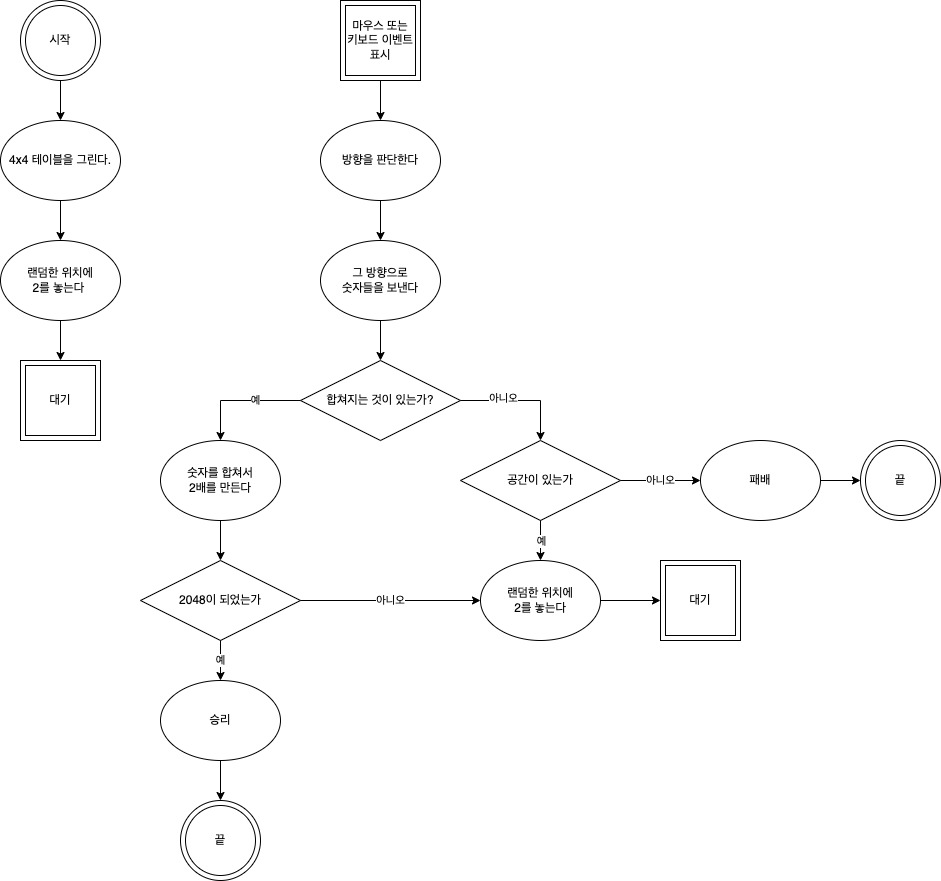 시작
4x4 테이블을 그린다.
랜덤한 위치에
2를 놓는다
대기
마우스 또는
키보드 이벤트
표시
방향을 판단한다
그 방향으로
숫자들을 보낸다
합쳐지는 것이 있는가?
예
아니오
숫자를 합쳐서
2배를 만든다
공간이 있는가
아니오
패배
끝
예
2048이 되었는가
아니오
랜덤한 위치에
2를 놓는다
대기
예
승리
끝